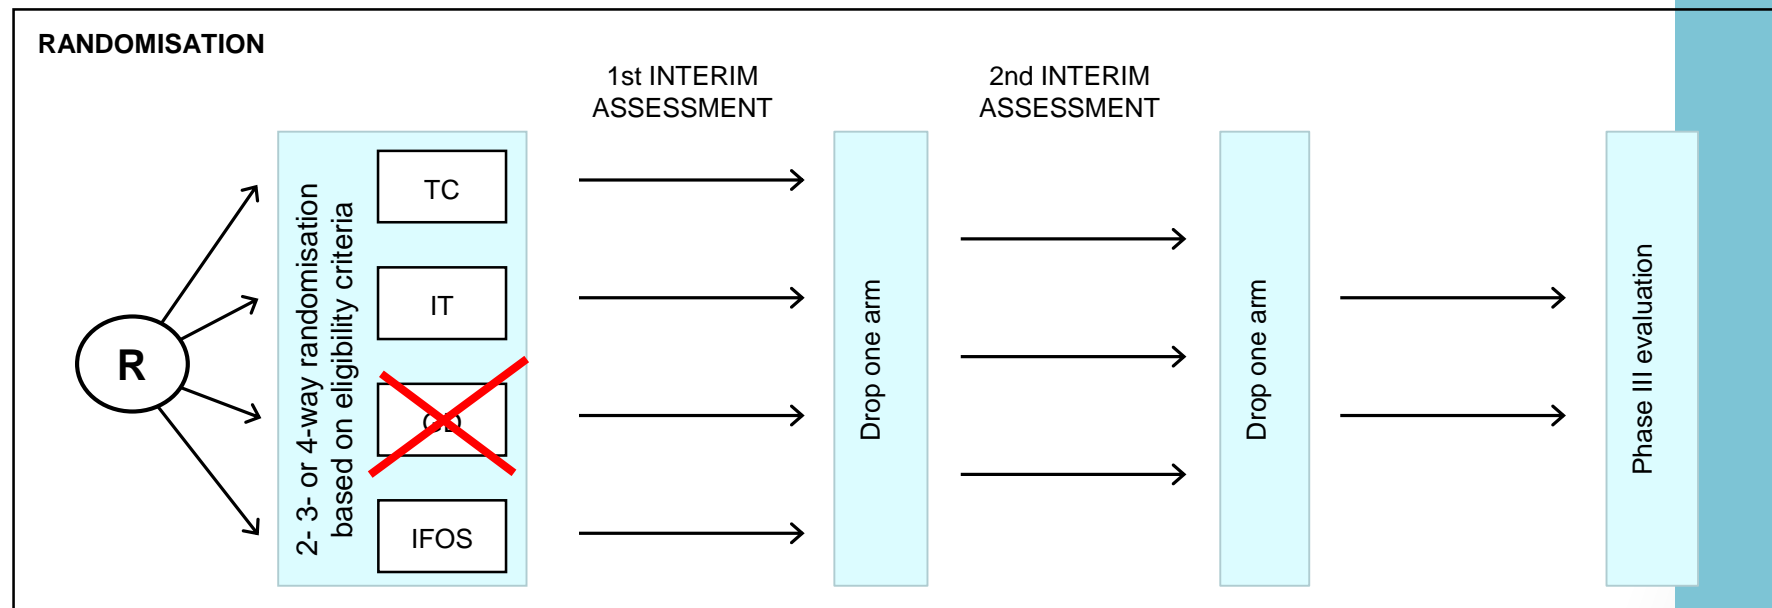 RANDOMISATION
1st INTERIM
ASSESSMENT
2nd INTERIM
ASSESSMENT
R
2- 3- or 4-way randomisation
based on eligibility criteria
TC
IT
IFOS
Drop one arm
Drop one arm
Phase III evaluation